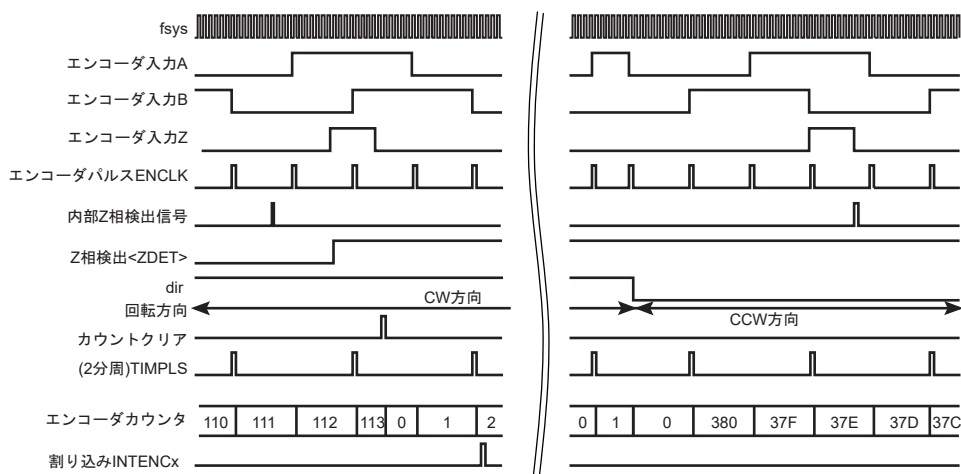 fsys
エンコーダ入力A
エンコーダ入力B
エンコーダ入力Z
エンコーダパルスENCLK
内部Z相検出信号
Z相検出<ZDET>
dir
回転方向 CW方向 CCW方向
カウントクリア
(2分周)TIMPLS
エンコーダカウンタ 110 111 112 113 0 1 2 0 1 0 380 37F 37E 37D 37C
割り込みINTENCx